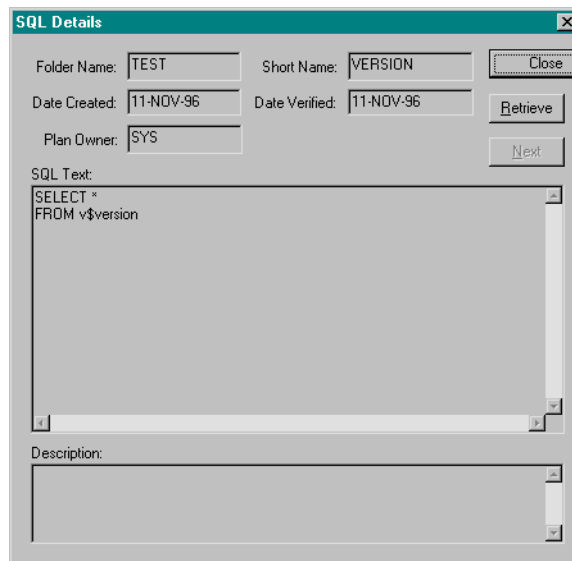 SQL Details
Folder Name: TEST Short Name: VERSION Close
Date Created: 11-NOV-96 Date Verified: 11-NOV-96 Retrieve
Plan Owner: SYS
Next
SQL Text:
SELECT *
FROM v$version
Description: